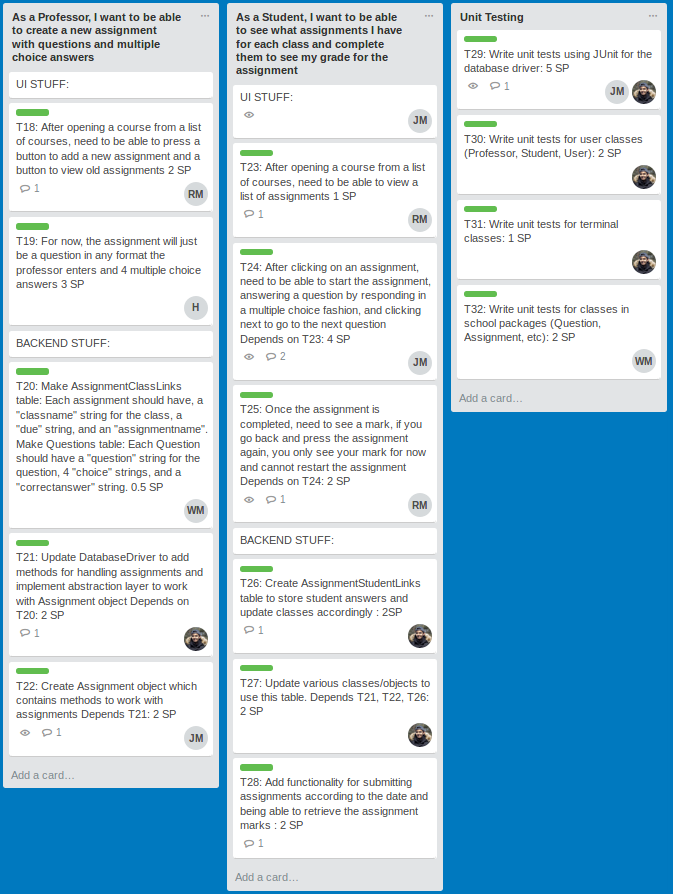 As a Professor, I want to be able
to create a new assignment
with questions and multiple
choice answers
UI STUFF:
T18: After opening a course from a list
of courses, need to be able to press a
button to add a new assignment and a
button to view old assignments 2 SP
1
RM
T19: For now, the assignment will just
be a question in any format the
professor enters and 4 multiple choice
answers 3 SP
H
BACKEND STUFF:
T20: Make AssignmentClassLinks
table: Each assignment should have, a
"classname" string for the class, a
"due" string, and an "assignmentname".
Make Questions table: Each Question
should have a "question" string for the
question, 4 "choice" strings, and a
"correctanswer" string. 0.5 SP
WM
T21: Update DatabaseDriver to add
methods for handling assignments and
implement abstraction layer to work
with Assignment object Depends on
T20: 2 SP
1
T22: Create Assignment object which
contains methods to work with
assignments Depends T21: 2 SP
1
JM
Add a card…
As a Student, I want to be able
to see what assignments I have
for each class and complete
them to see my grade for the
assignment
UI STUFF:
JM
T23: After opening a course from a list
of courses, need to be able to view a
list of assignments 1 SP
1
RM
T24: After clicking on an assignment,
need to be able to start the assignment,
answering a question by responding in
a multiple choice fashion, and clicking
next to go to the next question
Depends on T23: 4 SP
2
JM
T25: Once the assignment is
completed, need to see a mark, if you
go back and press the assignment
again, you only see your mark for now
and cannot restart the assignment
Depends on T24: 2 SP
1
RM
BACKEND STUFF:
T26: Create AssignmentStudentLinks
table to store student answers and
update classes accordingly : 2SP
1
T27: Update various classes/objects to
use this table. Depends T21, T22, T26:
2 SP
T28: Add functionality for submitting
assignments according to the date and
being able to retrieve the assignment
marks : 2 SP
1
Add a card…
Unit Testing
T29: Write unit tests using JUnit for the
database driver: 5 SP
1
JM
T30: Write unit tests for user classes
(Professor, Student, User): 2 SP
T31: Write unit tests for terminal
classes: 1 SP
T32: Write unit tests for classes in
school packages (Question,
Assignment, etc): 2 SP
WM
Add a card…